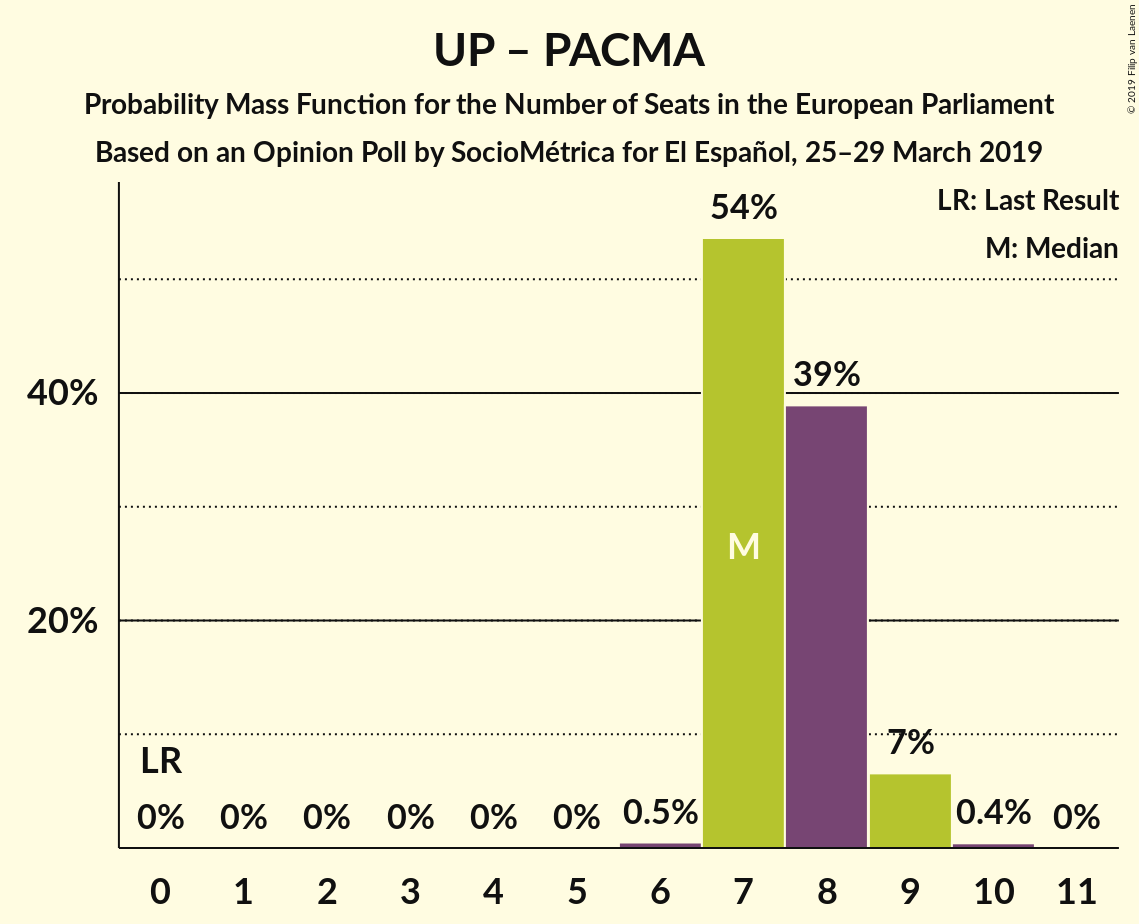 UP – PACMA
Probability Mass Function for the Number of Seats in the European Parliament
Based on an Opinion Poll by SocioMétrica for El Español, 25–29 March 2019
© 2019 Filip van Laenen
LR: Last Result
M: Median
54%
39%
40%
M
20%
7%
LR
0% 0% 0% 0% 0% 0% 0.5% 0.4% 0%
0 1 2 3 4 5 6 7 8 9 10 11